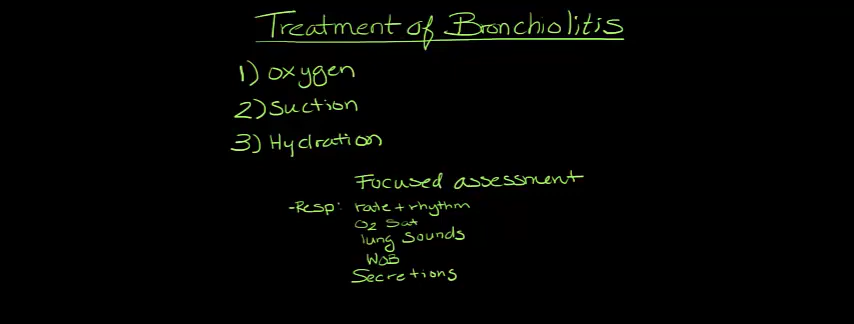 Treatment of Bronchiolitis
1) Oxygen
2) Suction
3) Hydration
Focused assessment
-Resp: rate + rhythm
O2 Sat
lung Sounds
WOB
Secretions